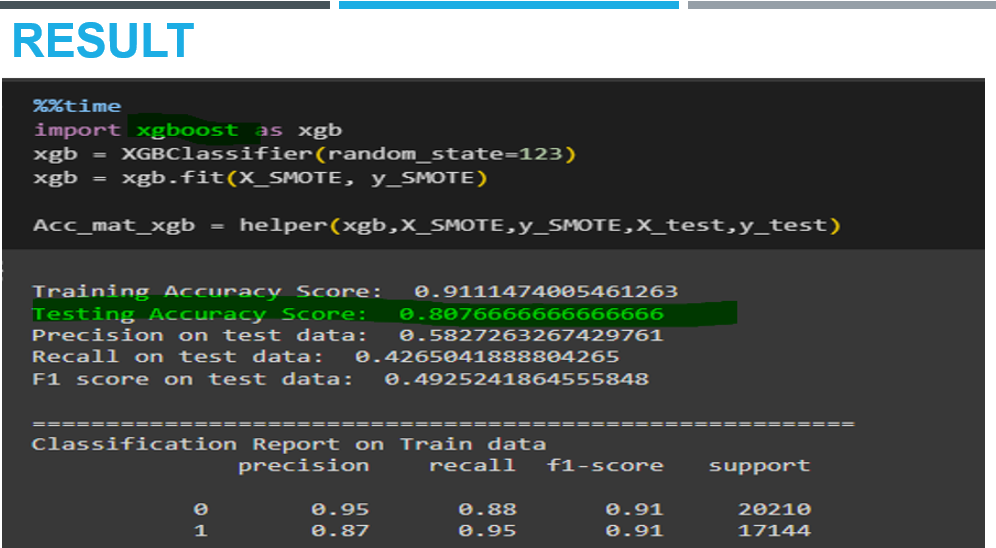 RESULT
%%time
import xgboost as xgb
xgb = XGBClassifier(random_state=123)
xgb = xgb.fit(X_SMOTE, y_SMOTE)
Acc_mat_xgb = helper(xgb,X_SMOTE,y_SMOTE,X_test,y_test)
Training Accuracy Score:  0.9111474005461263
Testing Accuracy Score:  0.8076666666666666
Precision on test data:  0.5827263267429761
Recall on test data:  0.4265041888804265
F1 score on test data:  0.4925241864555848
========================================================
Classification Report on Train data
precision    recall  f1-score   support
0       0.95      0.88      0.91     20210
1       0.87      0.95      0.91     17144